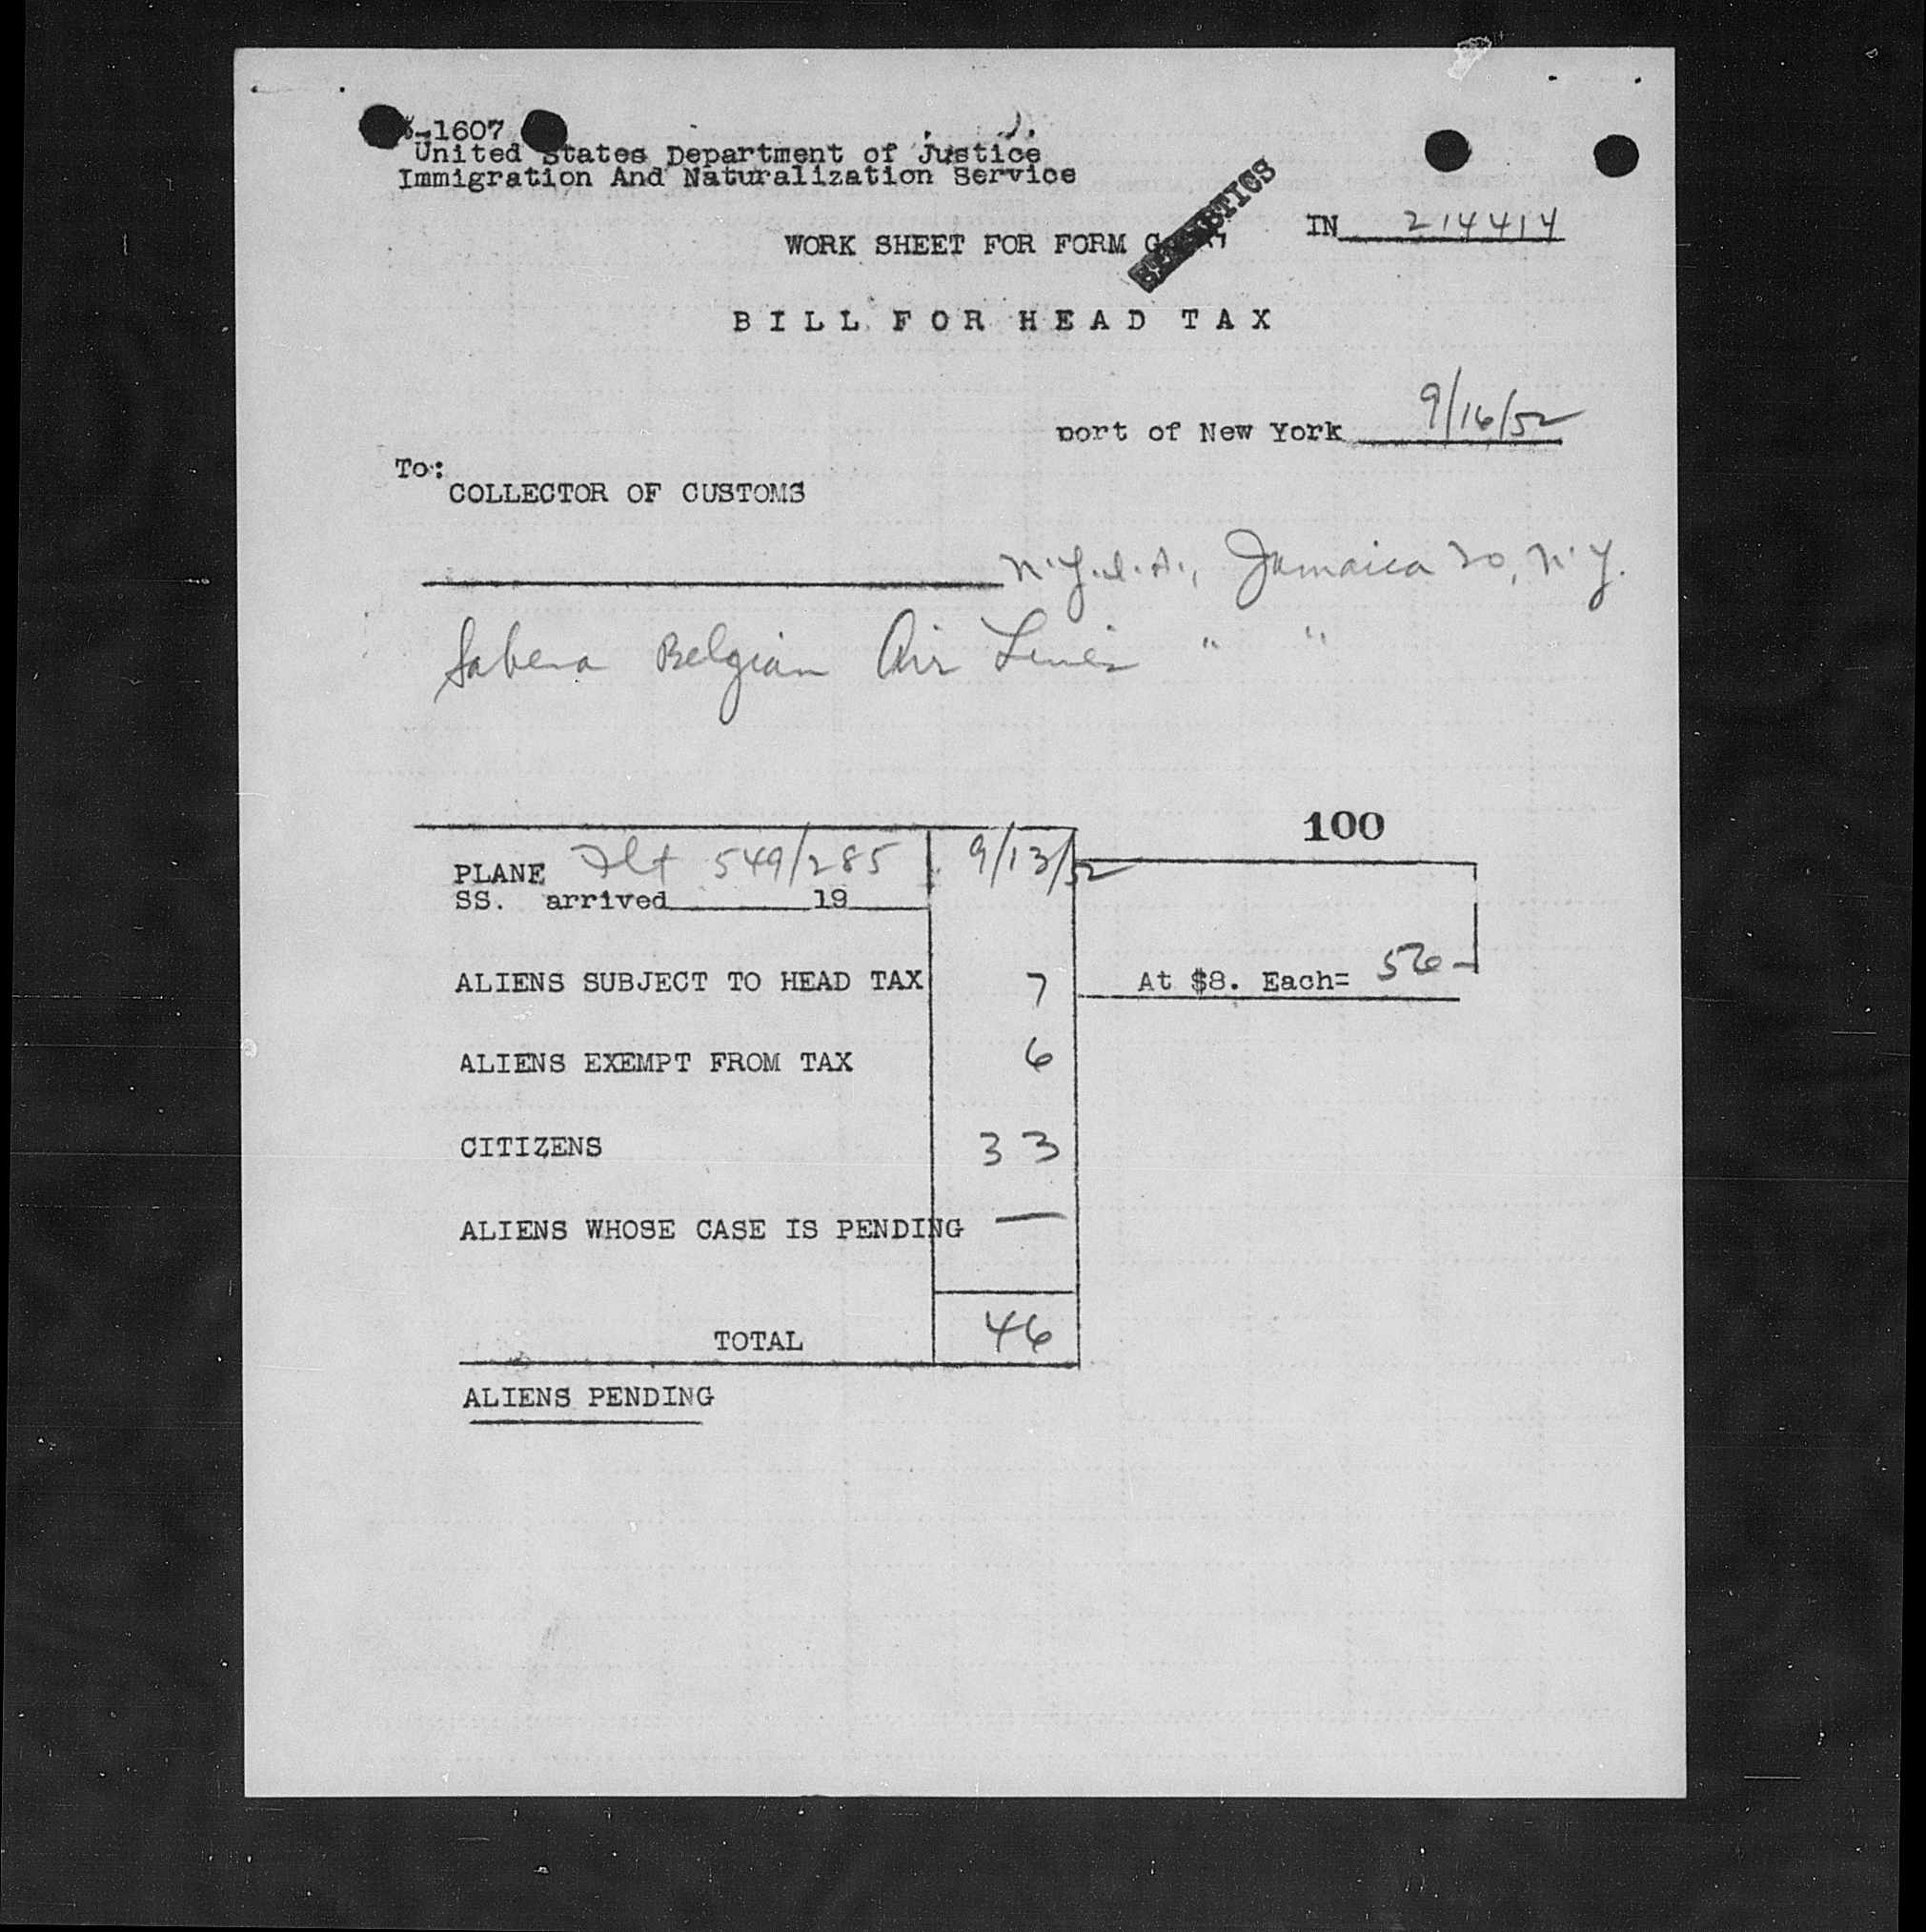 -1607
United States Department of Justice
Immigration And Naturalization Service
STATISTICS
IN 214414
WORK SHEET FOR FORM
BILL FOR HEAD TAX
port of New York 9/16/52
To:
COLLECTOR OF CUSTOMS
N.Y.I.A., Jamaica 20, N.Y.
Sabena Belgian Air Lines " "
100
PLANE Flt 549/285 9/13/52
SS. arrived 19
ALIENS SUBJECT TO HEAD TAX 7 At $8. Each= 56-
ALIENS EXEMPT FROM TAX 6
CITIZENS 33
ALIENS WHOSE CASE IS PENDING —
TOTAL 46
ALIENS PENDING